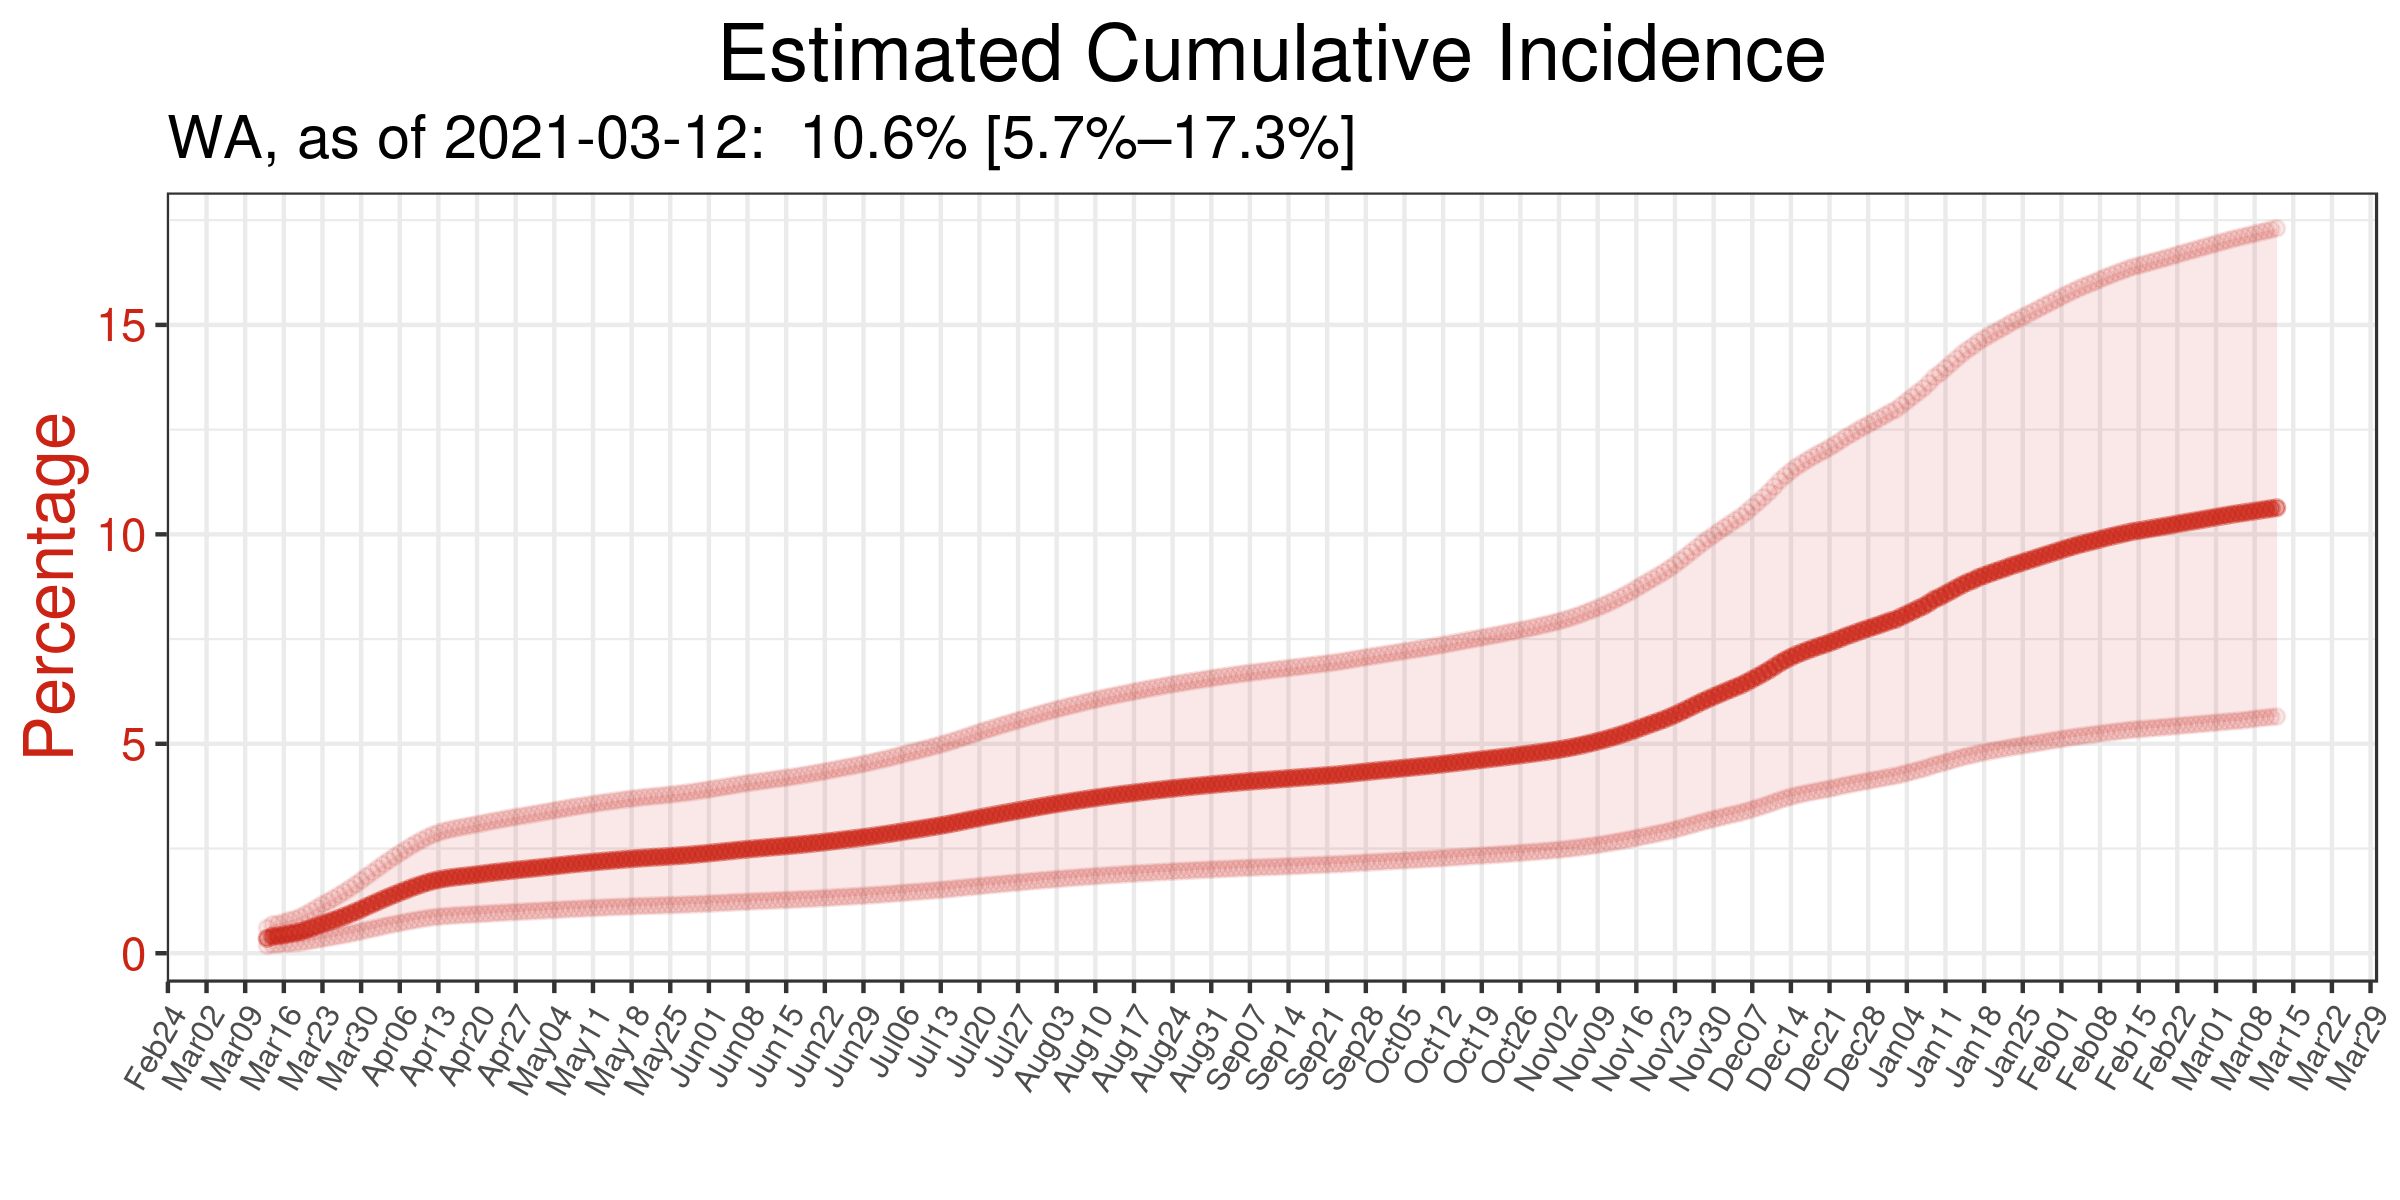 Estimated Cumulative Incidence
WA, as of 2021-03-12:  10.6% [5.7%–17.3%]
Percentage
15
10
5
0
Feb24 Mar02 Mar09 Mar16 Mar23 Mar30 Apr06 Apr13 Apr20 Apr27 May04 May11 May18 May25 Jun01 Jun08 Jun15 Jun22 Jun29 Jul06 Jul13 Jul20 Jul27 Aug03 Aug10 Aug17 Aug24 Aug31 Sep07 Sep14 Sep21 Sep28 Oct05 Oct12 Oct19 Oct26 Nov02 Nov09 Nov16 Nov23 Nov30 Dec07 Dec14 Dec21 Dec28 Jan04 Jan11 Jan18 Jan25 Feb01 Feb08 Feb15 Feb22 Mar01 Mar08 Mar15 Mar22 Mar29